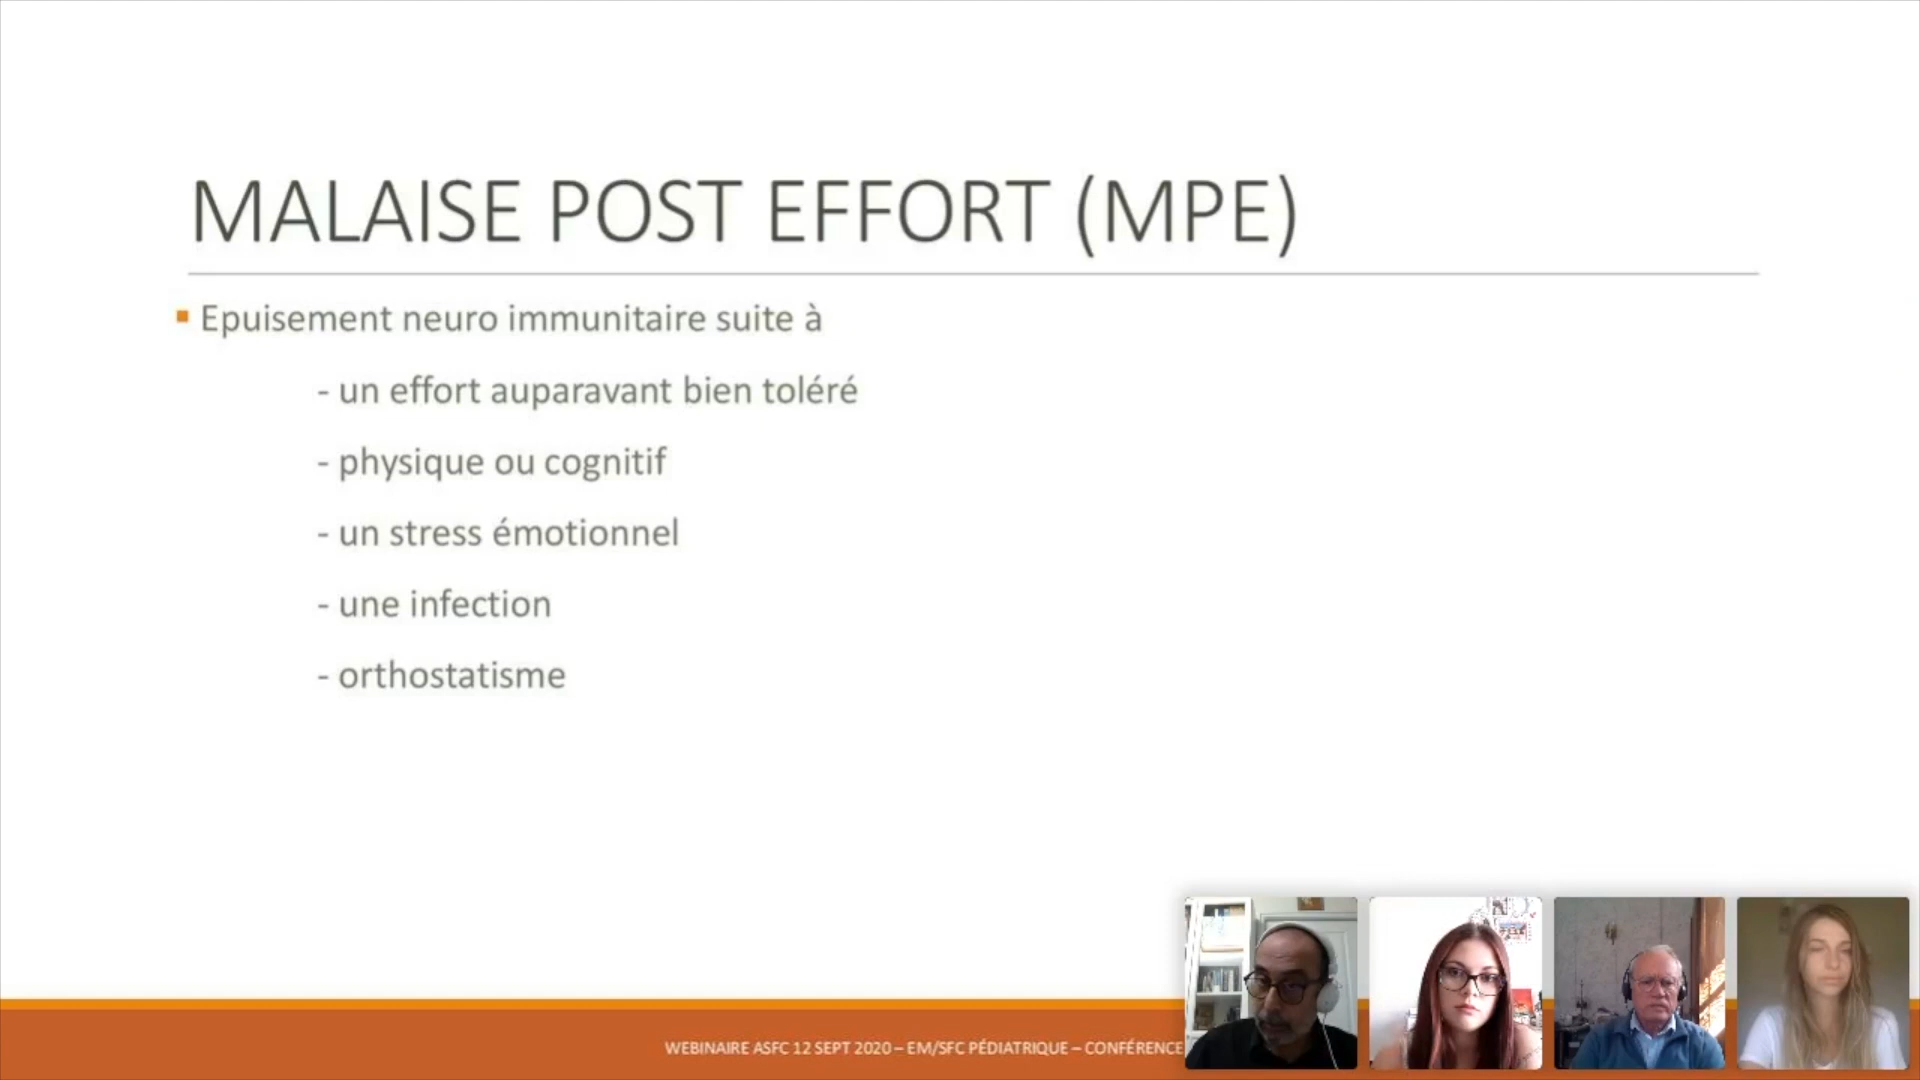 MALAISE POST EFFORT (MPE)
▪ Epuisement neuro immunitaire suite à
- un effort auparavant bien toléré
- physique ou cognitif
- un stress émotionnel
- une infection
- orthostatisme
WEBINAIRE ASFC 12 SEPT 2020 – EM/SFC PÉDIATRIQUE – CONFÉRENCE